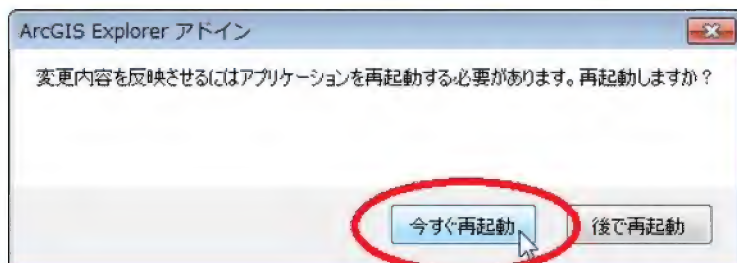 ArcGIS Explorer アドイン
変更内容を反映させるにはアプリケーションを再起動する必要があります。再起動しますか？
今すぐ再起動
後で再起動